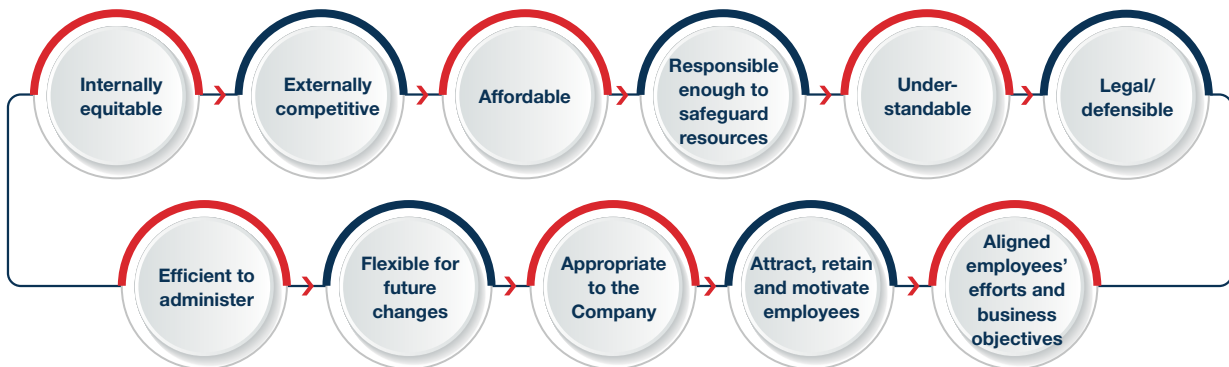 Internally
equitable
Externally
competitive
Affordable
Responsible
enough to
safeguard
resources
Under-
standable
Legal/
defensible
Efficient to
administer
Flexible for
future
changes
Appropriate
to the
Company
Attract, retain
and motivate
employees
Aligned
employees’
efforts and
business
objectives